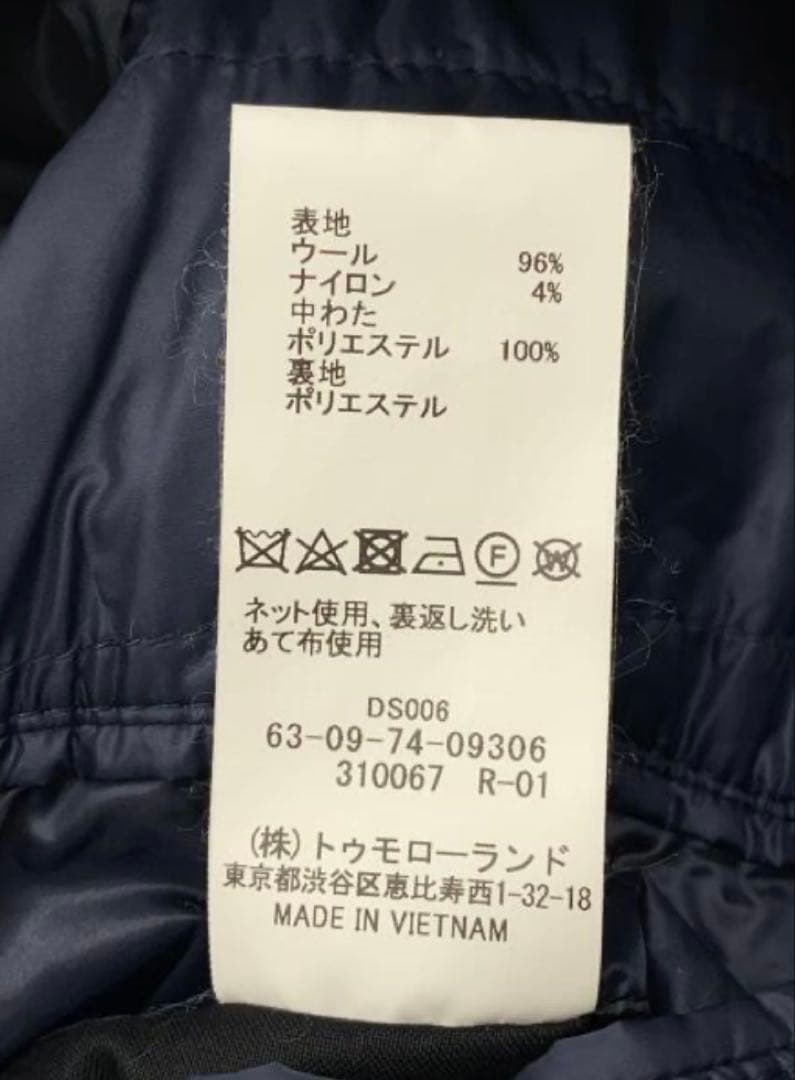 表地
ウール 96%
ナイロン 4%
中わた
ポリエステル 100%
裏地
ポリエステル
F W
ネット使用、裏返し洗い
あて布使用
DS006
63-09-74-09306
310067 R-01
(株)トゥモローランド
東京都渋谷区恵比寿西1-32-18
MADE IN VIETNAM